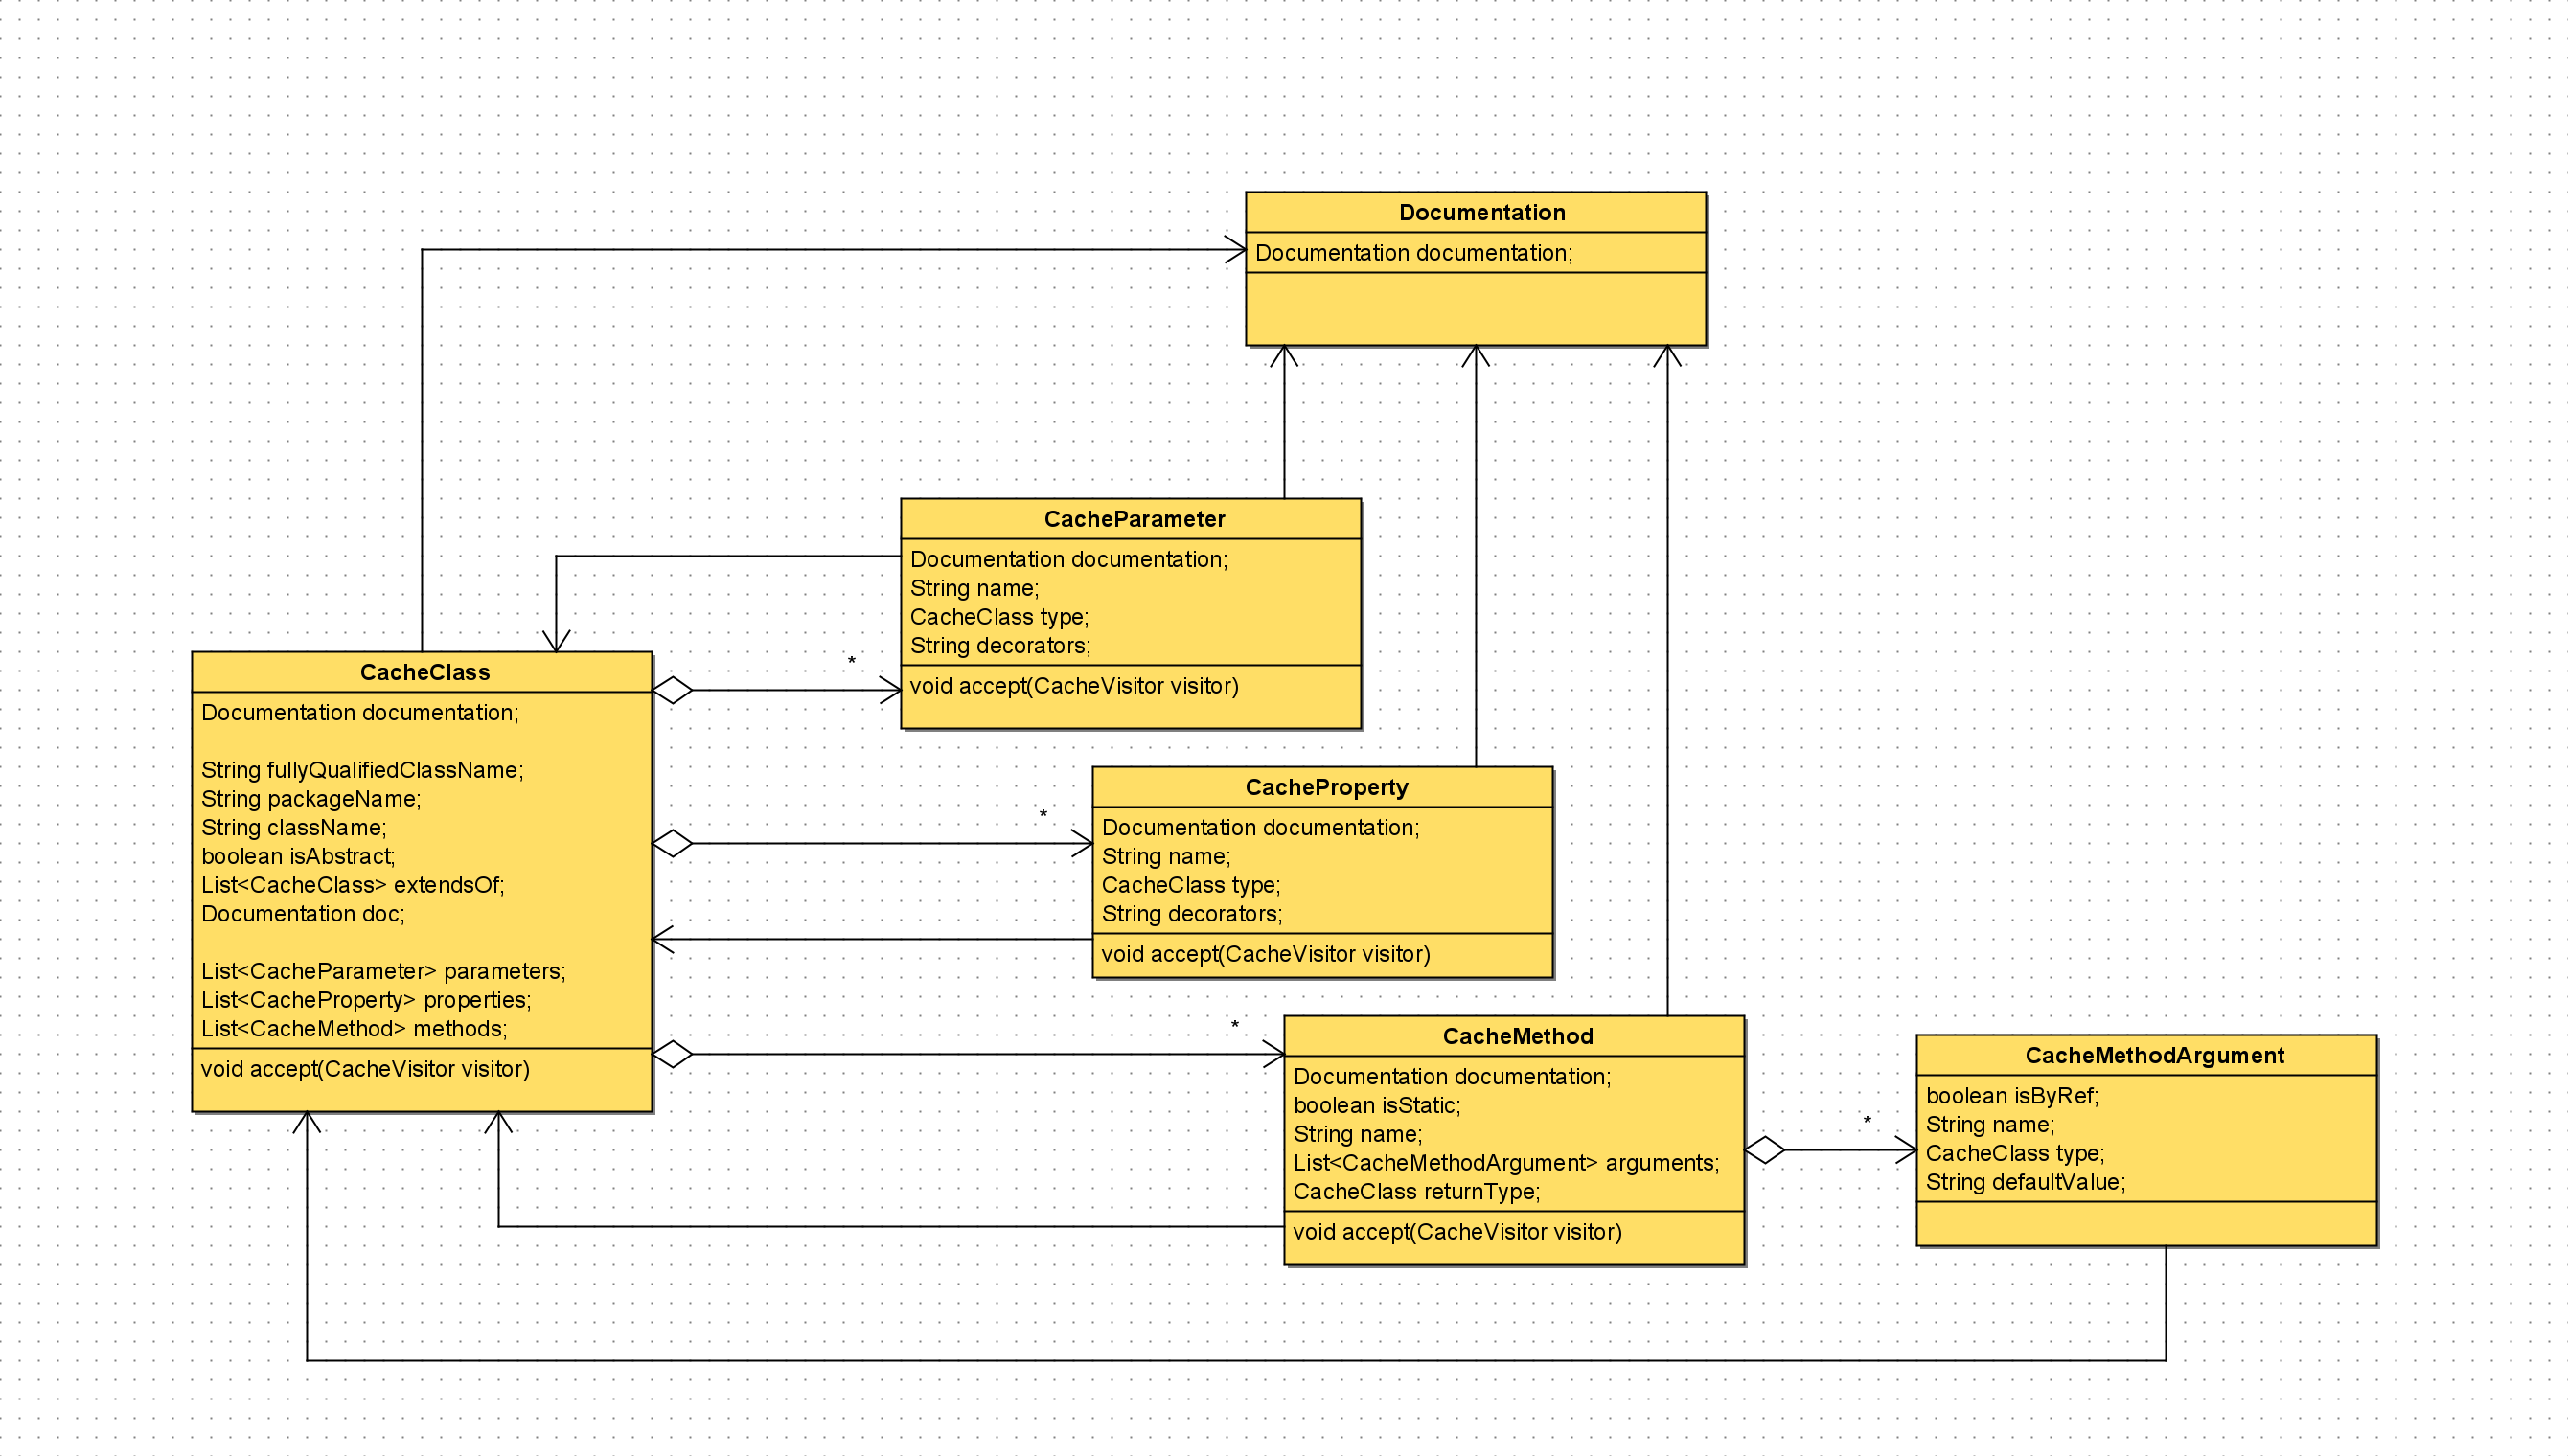 Documentation
Documentation documentation;
CacheParameter
Documentation documentation;
String name;
CacheClass type;
String decorators;
void accept(CacheVisitor visitor)
*
CacheClass
Documentation documentation;
String fullyQualifiedClassName;
String packageName;
String className;
boolean isAbstract;
List<CacheClass> extendsOf;
Documentation doc;
List<CacheParameter> parameters;
List<CacheProperty> properties;
List<CacheMethod> methods;
void accept(CacheVisitor visitor)
*
CacheProperty
Documentation documentation;
String name;
CacheClass type;
String decorators;
void accept(CacheVisitor visitor)
*
CacheMethod
Documentation documentation;
boolean isStatic;
String name;
List<CacheMethodArgument> arguments;
CacheClass returnType;
void accept(CacheVisitor visitor)
*
CacheMethodArgument
boolean isByRef;
String name;
CacheClass type;
String defaultValue;